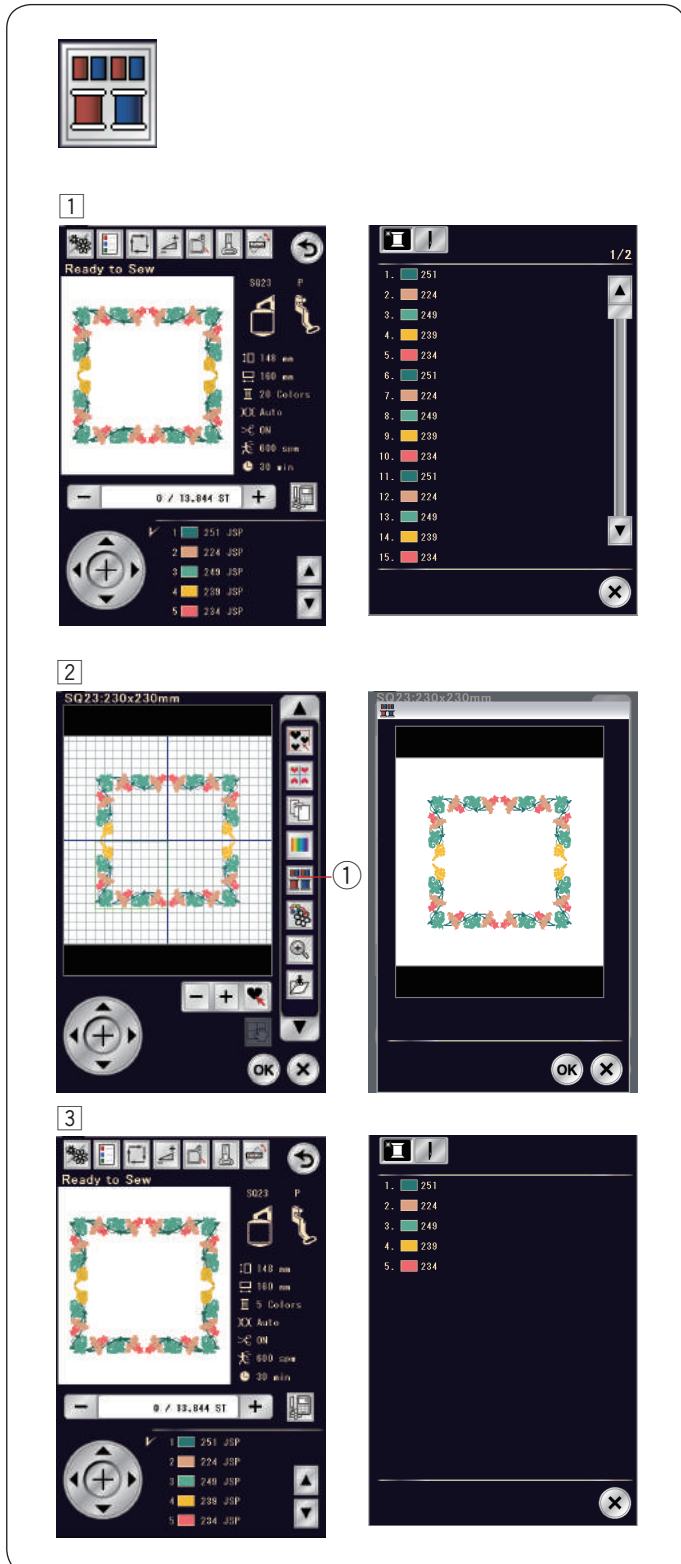 1
Ready to Sew
SQ23 P
148 mm
160 mm
20 Colors
Auto
ON
600 spm
30 min
0 / 13.844 ST
1 251 JSP
2 224 JSP
3 249 JSP
4 239 JSP
5 234 JSP
1/2
1. 251
2. 224
3. 249
4. 239
5. 234
6. 251
7. 224
8. 249
9. 239
10. 234
11. 251
12. 224
13. 249
14. 239
15. 234
2
SQ23:230x230mm
1
OK
SQ23:230x230mm
OK
3
Ready to Sew
SQ23 P
148 mm
160 mm
5 Colors
Auto
ON
600 spm
30 min
0 / 13.844 ST
1 251 JSP
2 224 JSP
3 249 JSP
4 239 JSP
5 234 JSP
1. 251
2. 224
3. 249
4. 239
5. 234